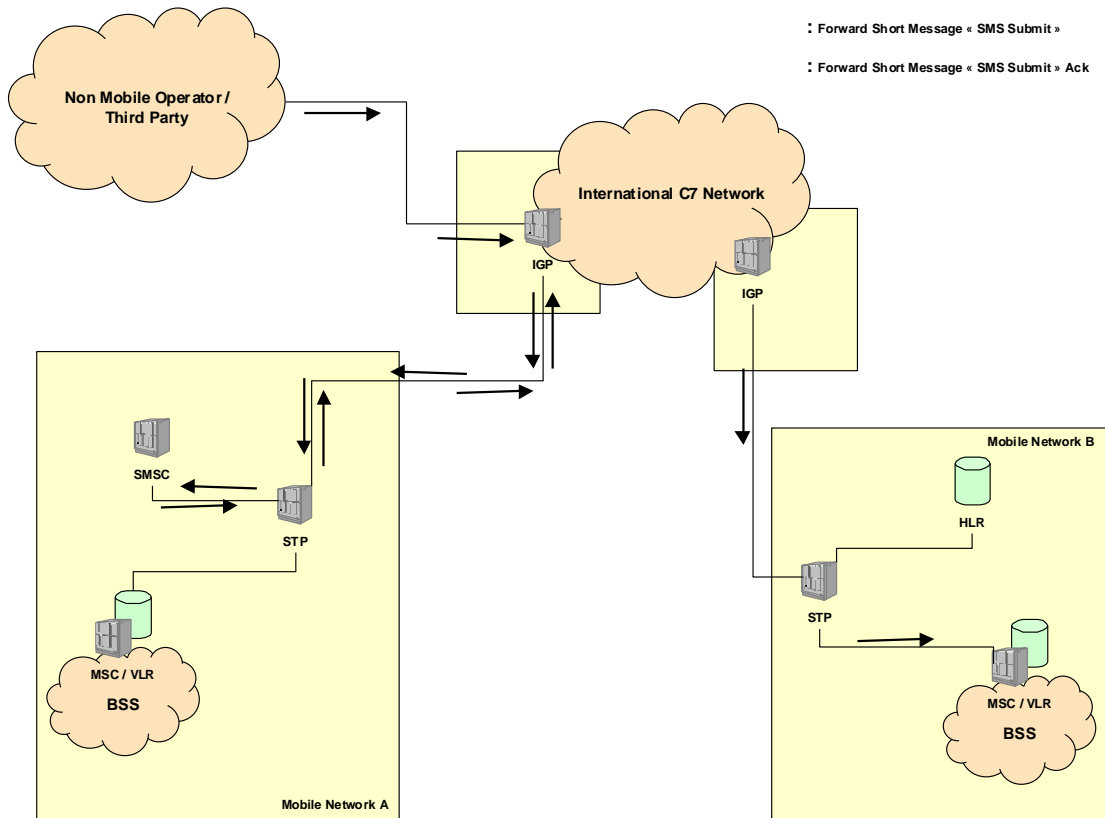 : Forward Short Message « SMS Submit »
: Forward Short Message « SMS Submit » Ack
Non Mobile Operator /
Third Party
International C7 Network
IGP
IGP
Mobile Network B
SMSC
HLR
STP
STP
MSC / VLR
BSS
MSC / VLR
BSS
Mobile Network A